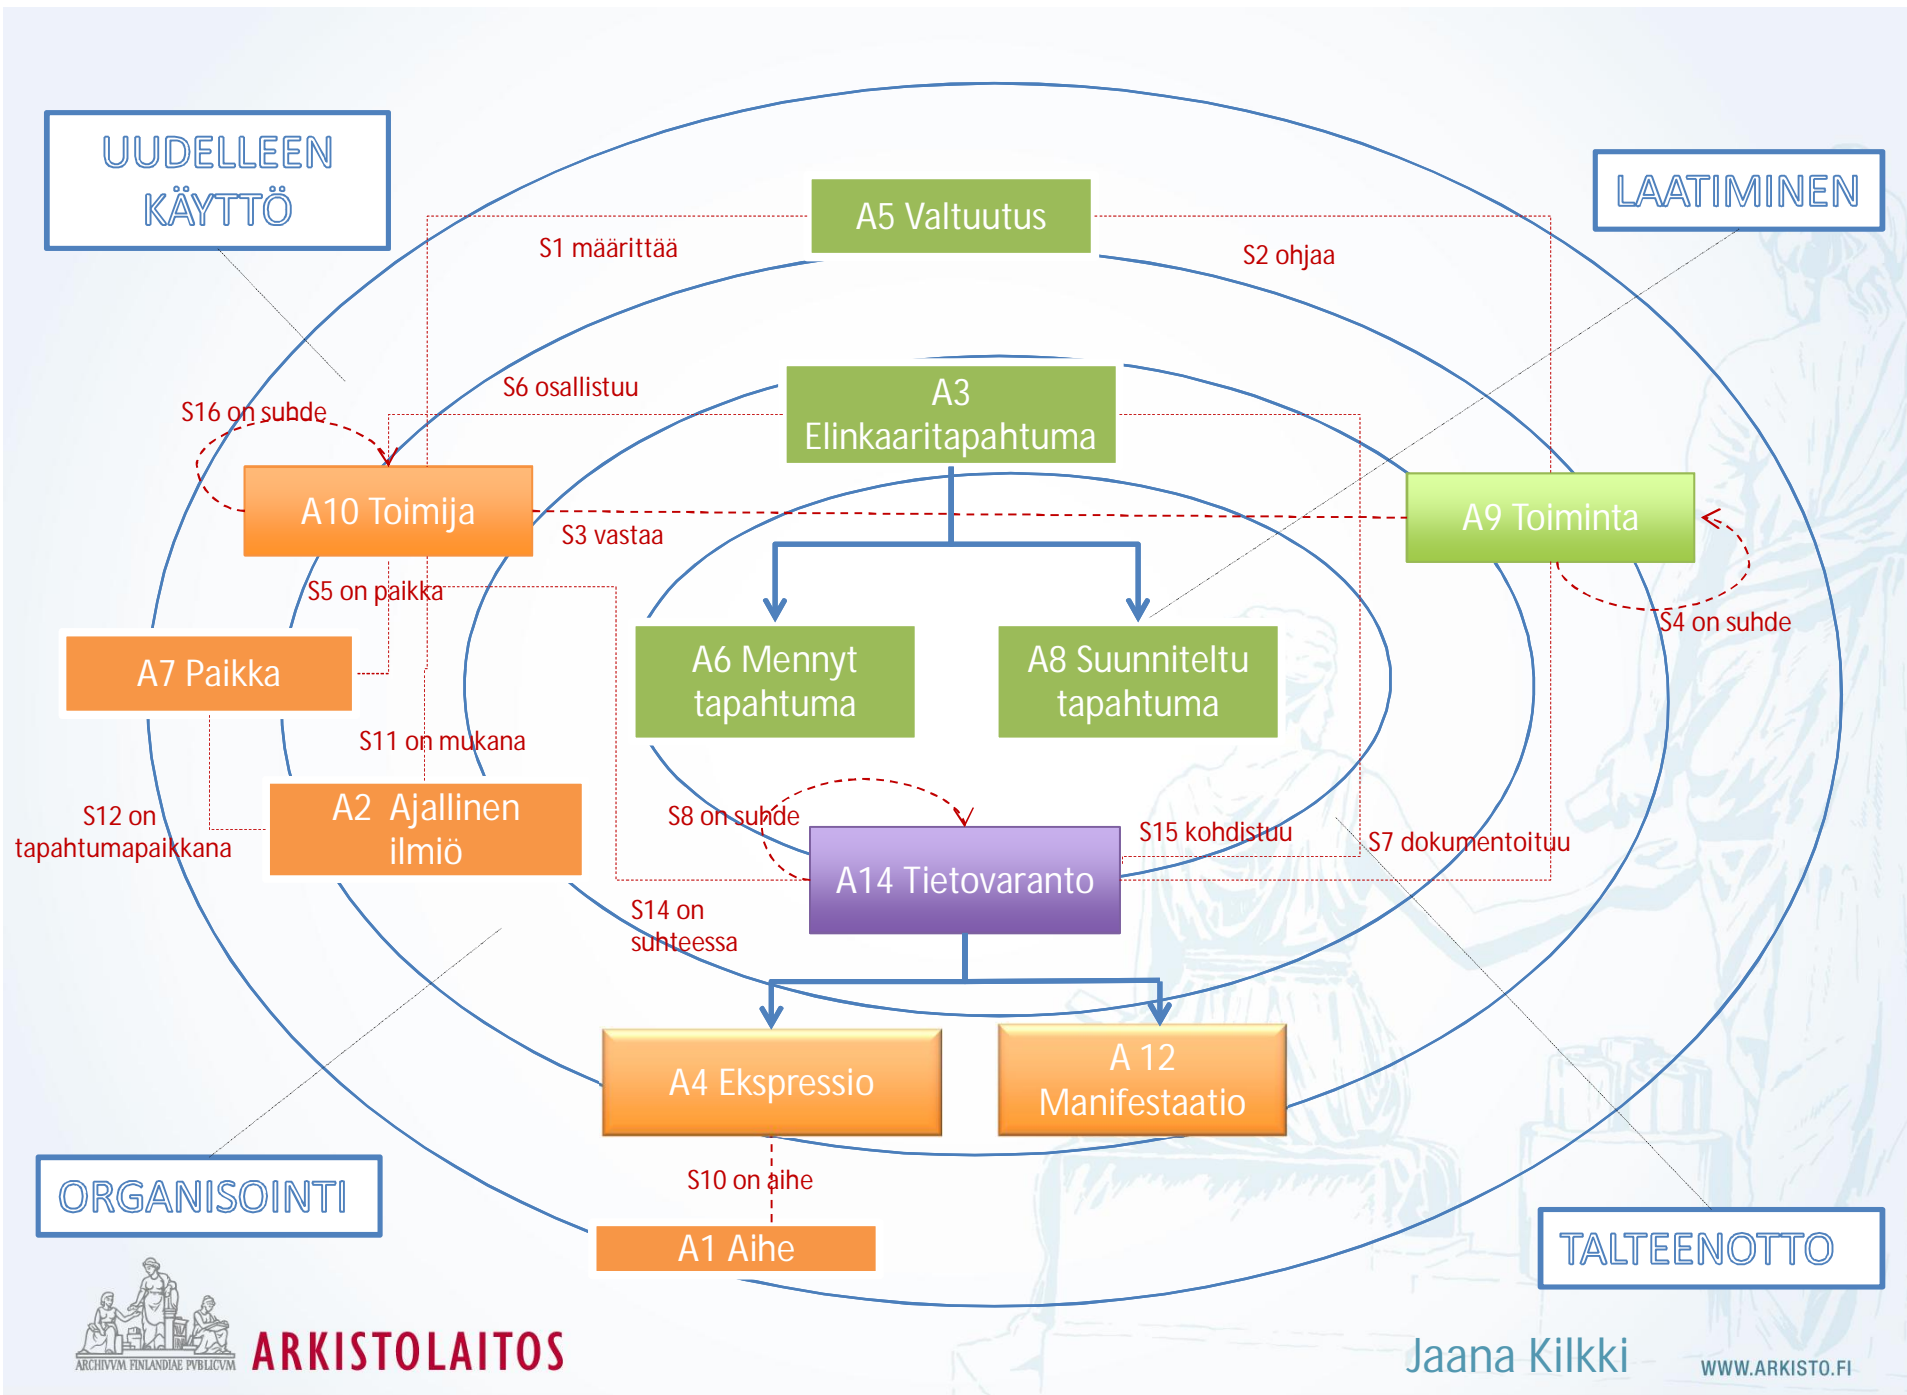 UUDELLEEN
KÄYTTÖ
LAATIMINEN
A5 Valtuutus
S1 määrittää
S2 ohjaa
S6 osallistuu
A3
Elinkaaritapahtuma
S16 on suhde
A10 Toimija
S3 vastaa
A9 Toiminta
S5 on paikka
S4 on suhde
A7 Paikka
A6 Mennyt
tapahtuma
A8 Suunniteltu
tapahtuma
S11 on mukana
A2 Ajallinen
ilmiö
S12 on
tapahtumapaikkana
S8 on suhde
S15 kohdistuu
S7 dokumentoituu
A14 Tietovaranto
S14 on
suhteessa
A4 Ekspressio
A 12
Manifestaatio
S10 on aihe
ORGANISOINTI
A1 Aihe
TALTEENOTTO
ARCHIVVM FINLANDIAE PVBLICVM
ARKISTOLAITOS
Jaana Kilkki
WWW.ARKISTO.FI